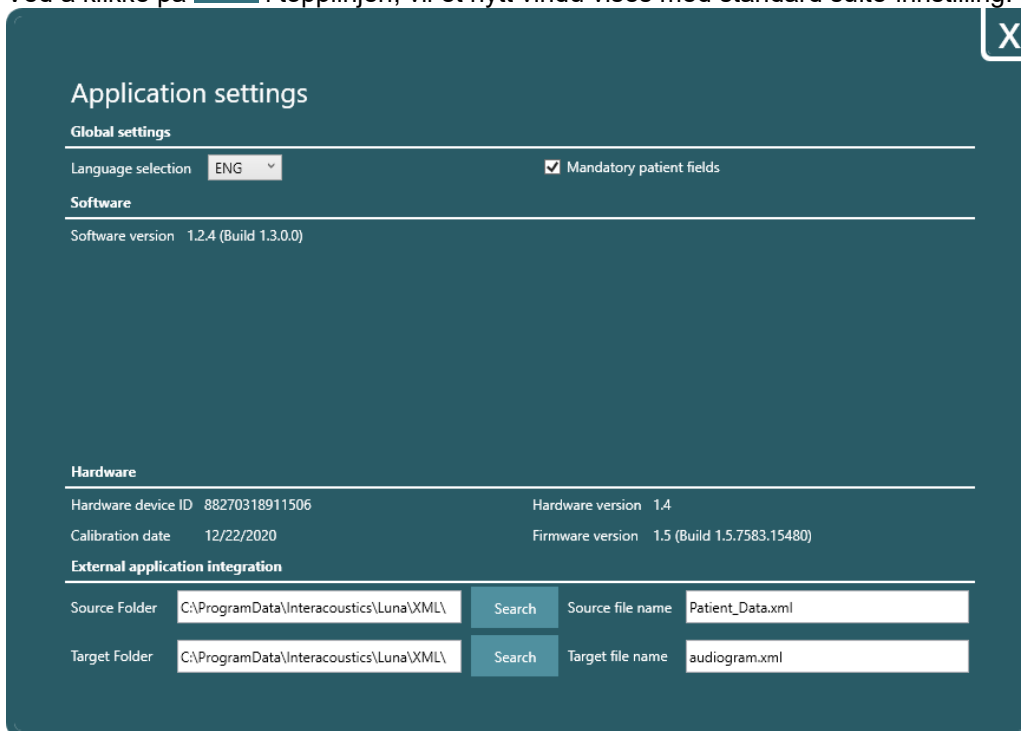 Ved å klikke på i topplinjen, vil et nytt vindu vises med standard suite-innstilling.
X
Application settings
Global settings
Language selection ENG Mandatory patient fields
Software
Software version 1.2.4 (Build 1.3.0.0)
Hardware
Hardware device ID 88270318911506 Hardware version 1.4
Calibration date 12/22/2020 Firmware version 1.5 (Build 1.5.7583.15480)
External application integration
Source Folder C:\ProgramData\Interacoustics\Luna\XML\ Search Source file name Patient_Data.xml
Target Folder C:\ProgramData\Interacoustics\Luna\XML\ Search Target file name audiogram.xml